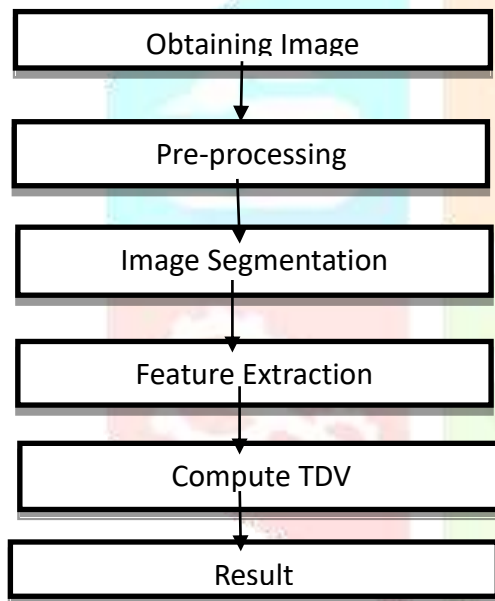 Obtaining Image
Pre-processing
Image Segmentation
Feature Extraction
Compute TDV
Result